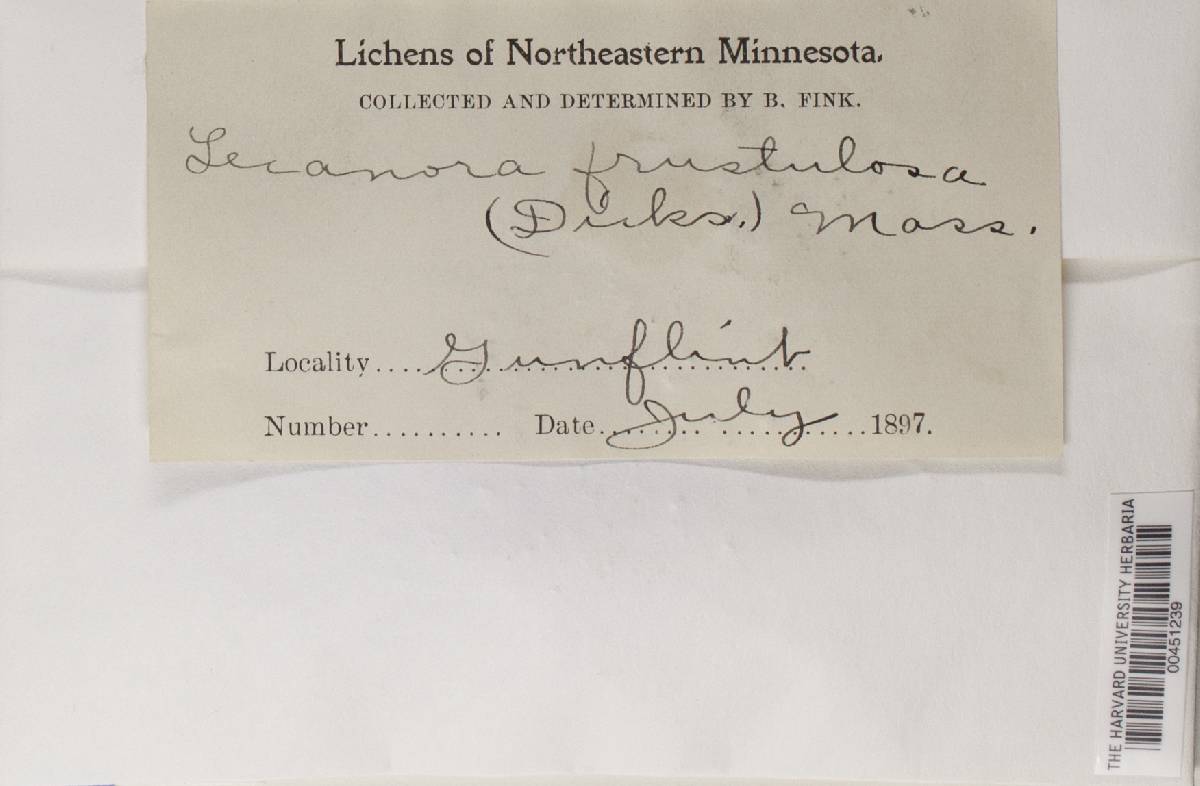 Lichens of Northeastern Minnesota.
COLLECTED AND DETERMINED BY B. FINK.
Lecanora frustulosa
(Dicks.) Mass.
Locality....Gunflint
Number.......... Date...July....1897.
THE HARVARD UNIVERSITY HERBARIA
00451239